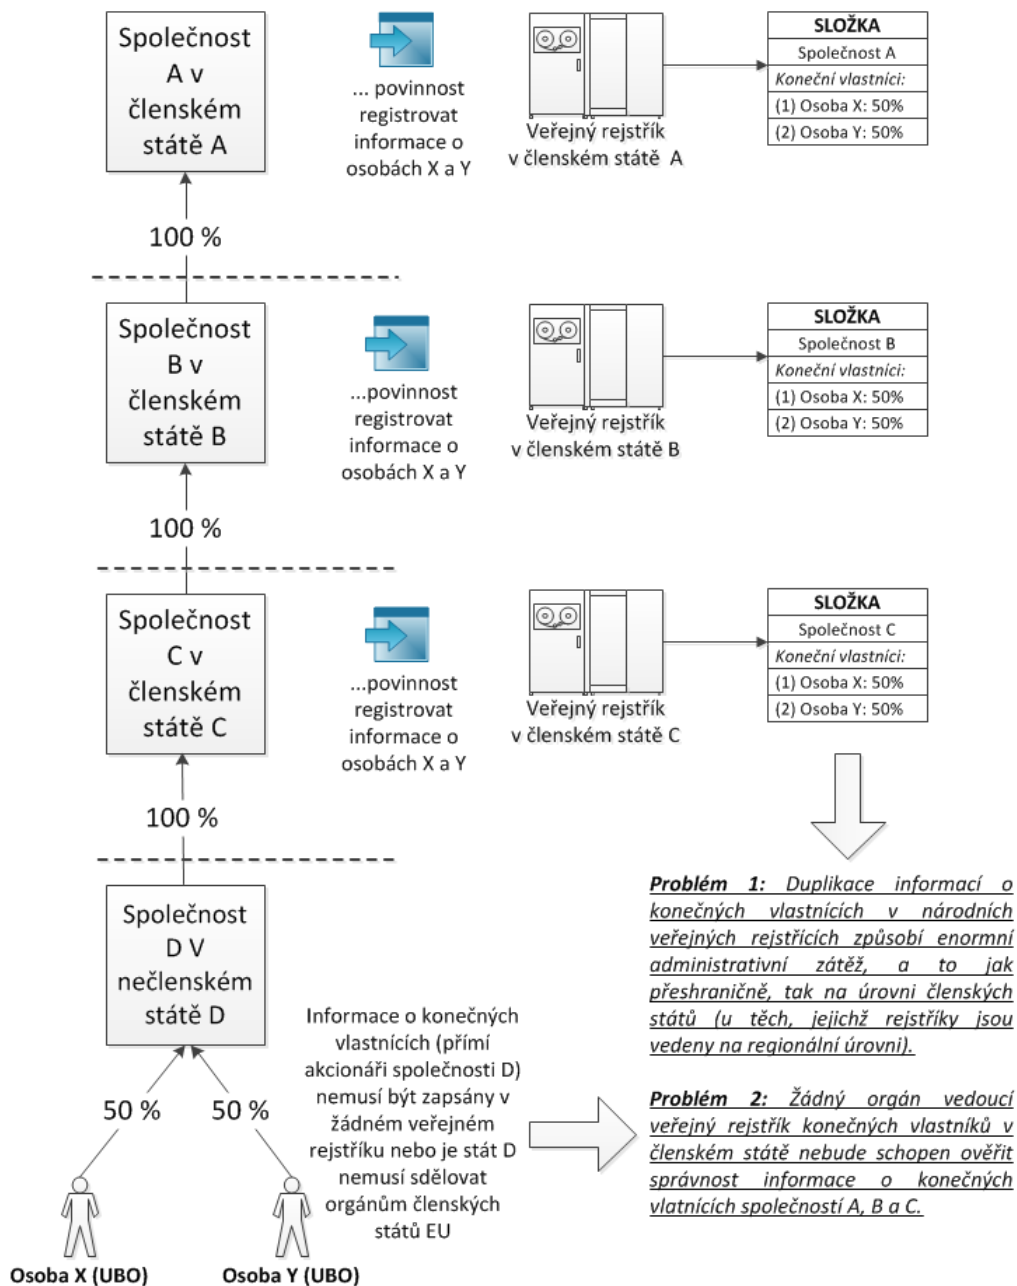 Společnost
A v
členském
státě A
... povinnost
registrovat
informace o
osobách X a Y
Veřejný rejstřík
v členském státě  A
SLOŽKA
Společnost A
Koneční vlastníci:
(1) Osoba X: 50%
(2) Osoba Y: 50%
100 %
Společnost
B v
členském
státě B
...povinnost
registrovat
informace o
osobách X a Y
Veřejný rejstřík
v členském státě B
SLOŽKA
Společnost B
Koneční vlastníci:
(1) Osoba X: 50%
(2) Osoba Y: 50%
100 %
Společnost
C v
členském
státě C
...povinnost
registrovat
informace o
osobách X a Y
Veřejný rejstřík
v členském státě C
SLOŽKA
Společnost C
Koneční vlastníci:
(1) Osoba X: 50%
(2) Osoba Y: 50%
100 %
Společnost
D V
nečlenském
státě D
50 %
50 %
Osoba X (UBO)
Osoba Y (UBO)
Informace o konečných
vlastnících (přímí
akcionáři společnosti D)
nemusí být zapsány v
žádném veřejném
rejstříku nebo je stát D
nemusí sdělovat
orgánům členských
států EU
Problém 1: Duplikace informací o
konečných vlastnících v národních
veřejných rejstřících způsobí enormní
administrativní zátěž, a to jak
přeshraničně, tak na úrovni členských
států (u těch, jejichž rejstříky jsou
vedeny na regionální úrovni).
Problém 2: Žádný orgán vedoucí
veřejný rejstřík konečných vlastníků v
členském státě nebude schopen ověřit
správnost informace o konečných
vlatnících společností A, B a C.